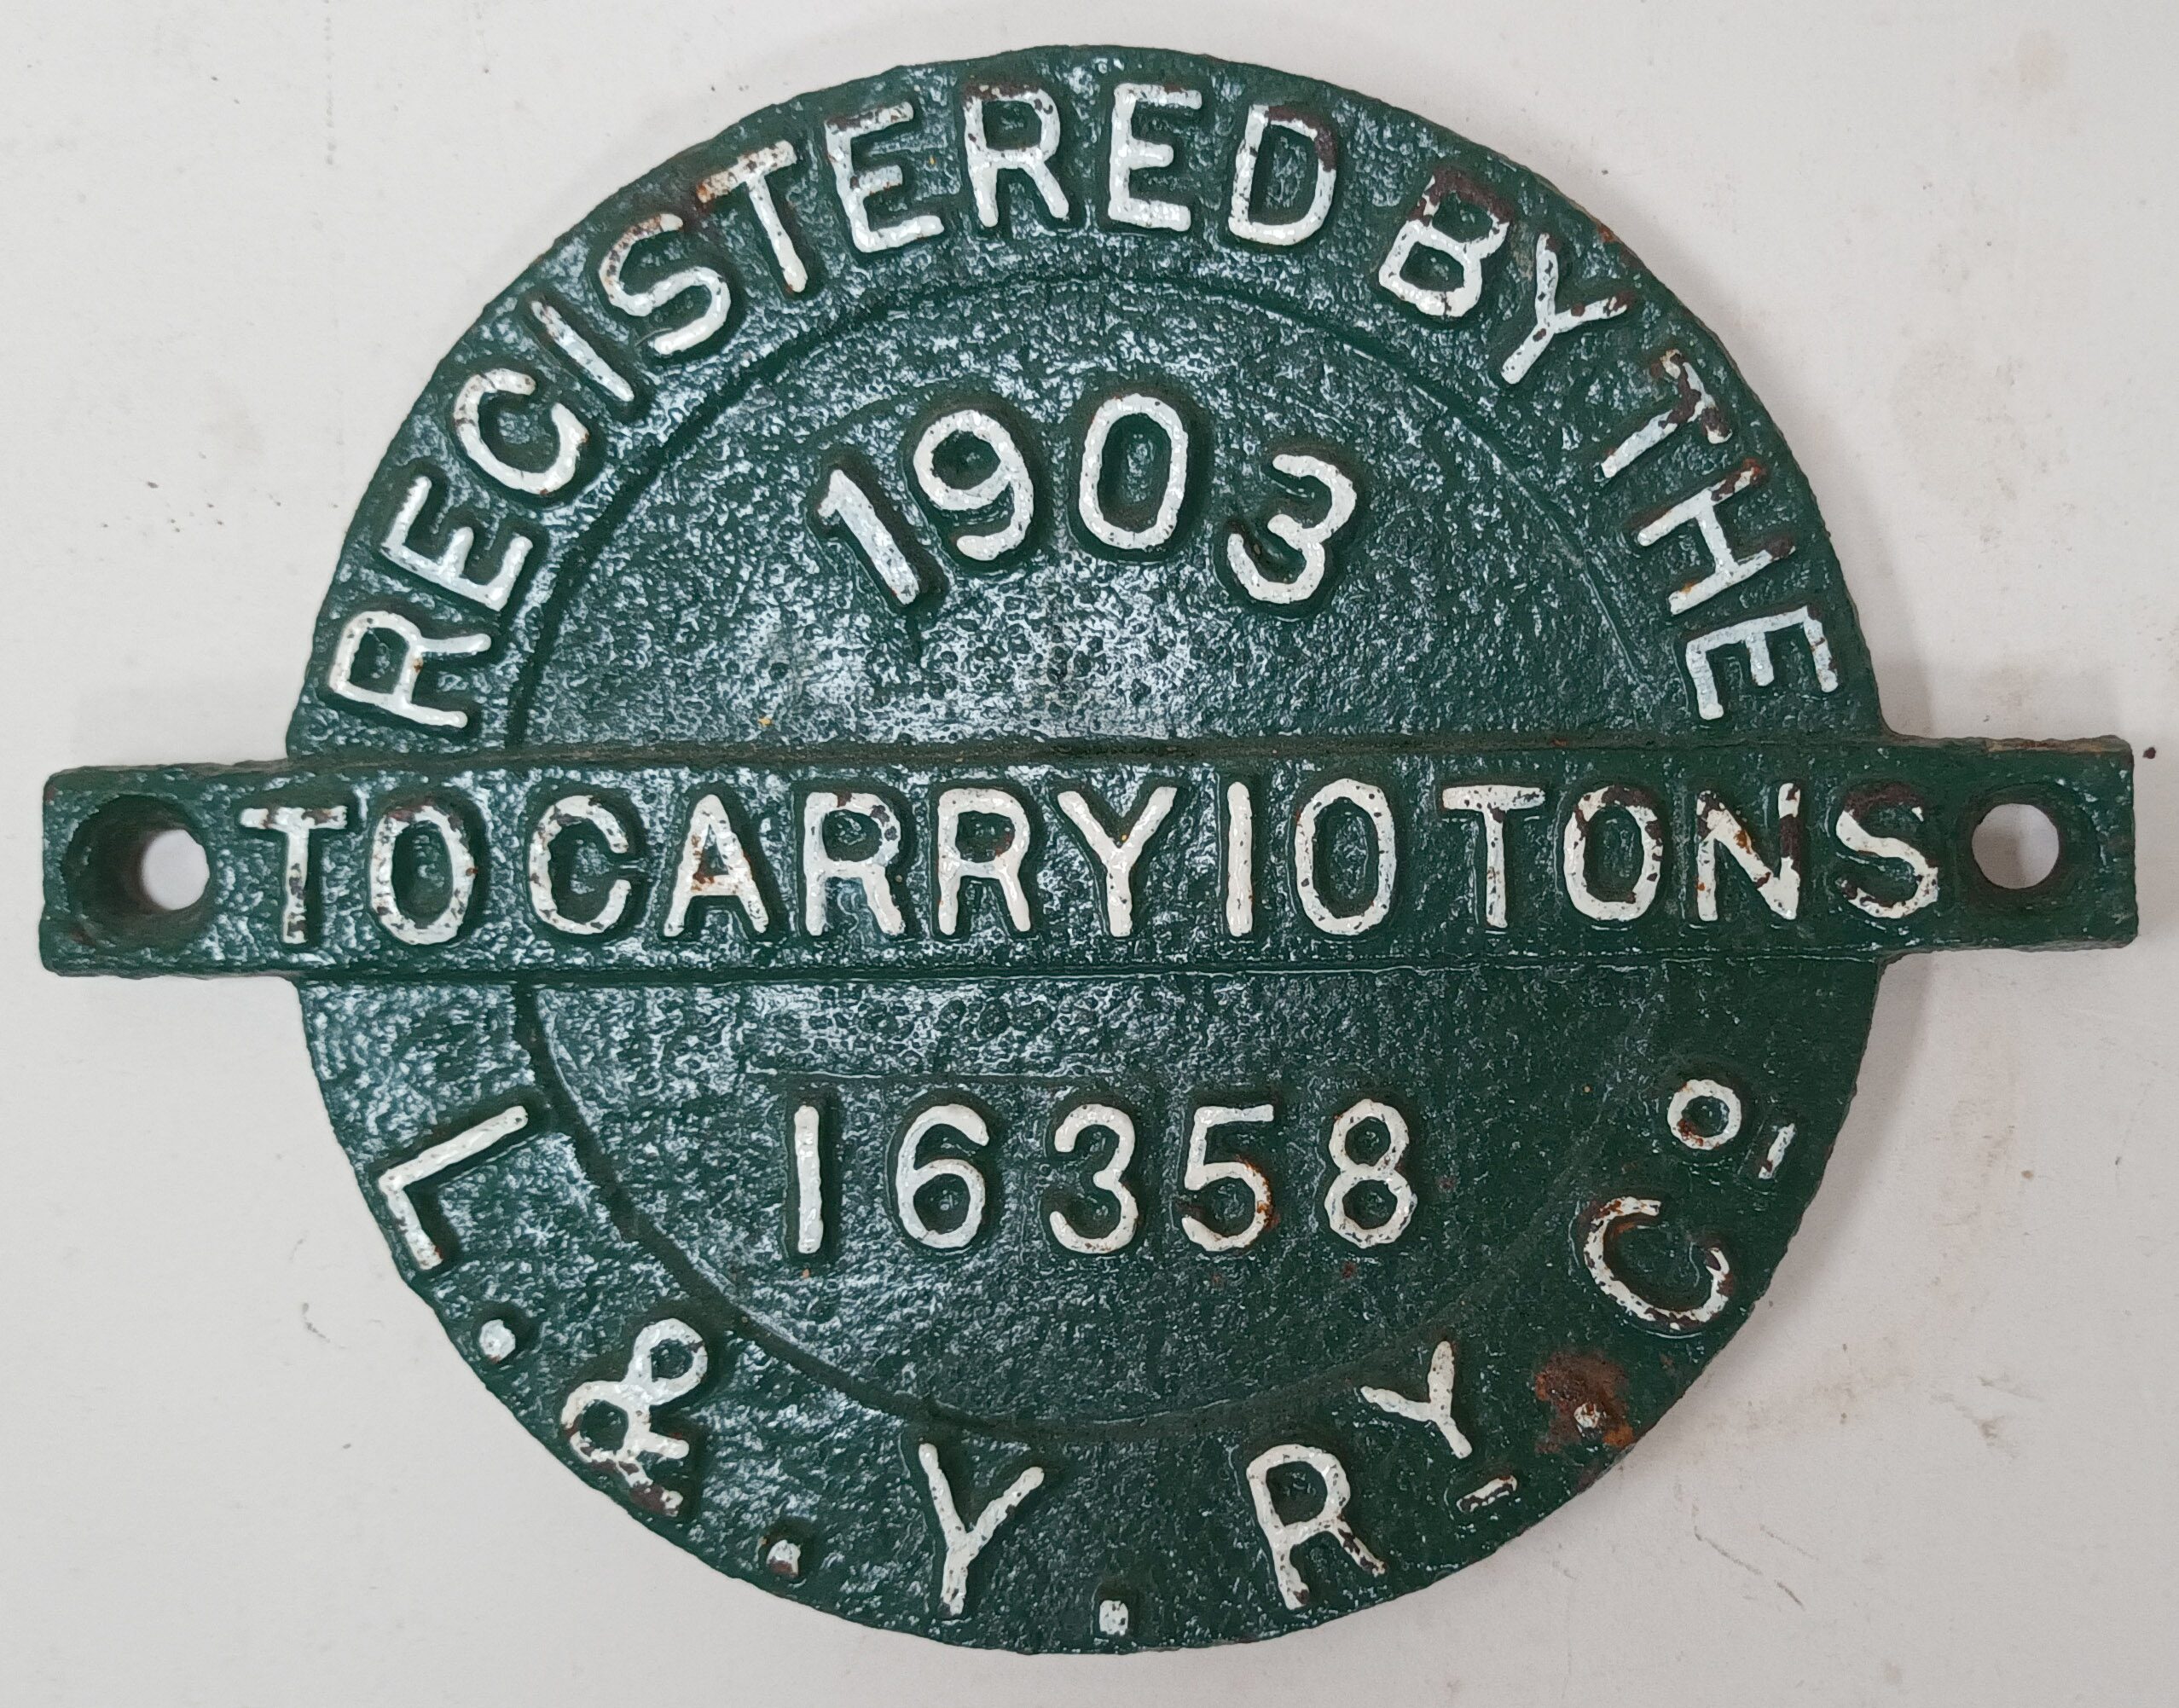 REGISTERED BY THE
1903
TO CARRY 10 TONS
16358
L. & . Y . RY. Co.